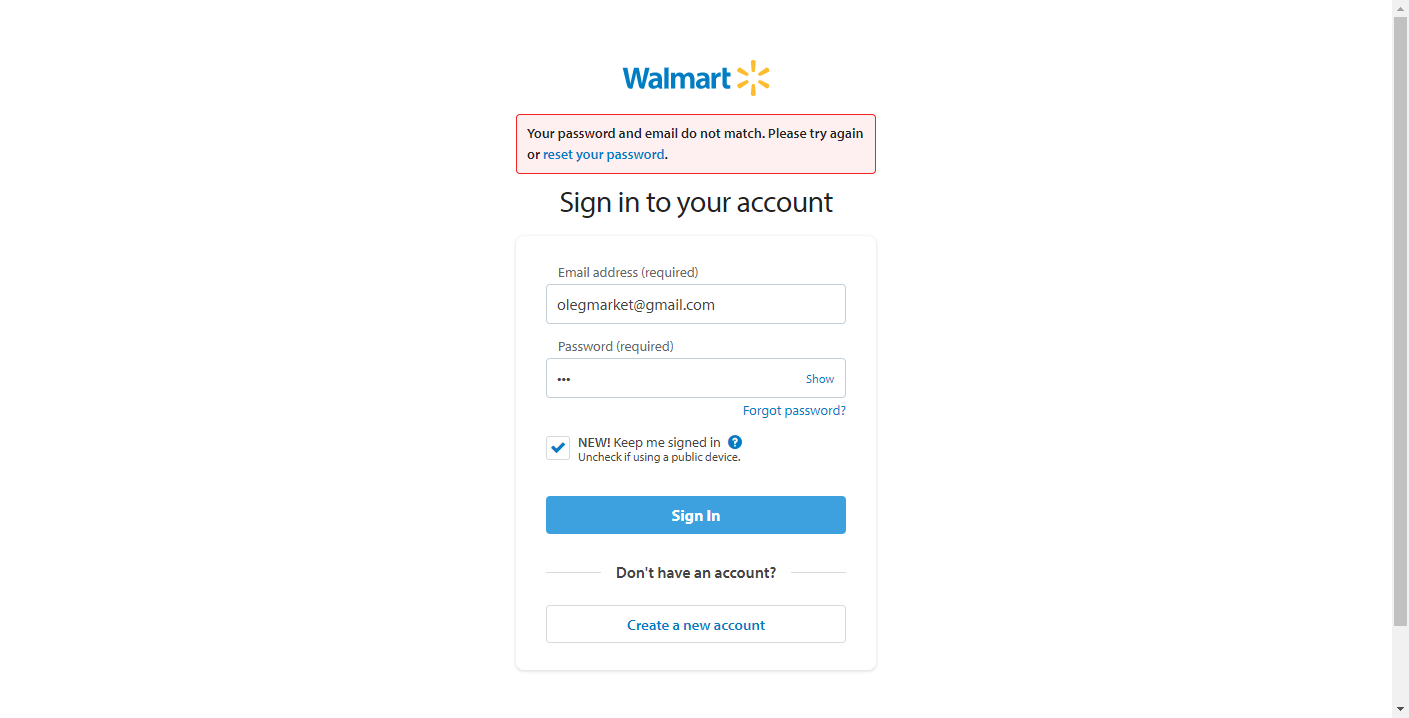 Walmart
Your password and email do not match. Please try again
or reset your password.
Sign in to your account
Email address (required)
olegmarket@gmail.com
Password (required)
•••
Show
Forgot password?
NEW! Keep me signed in ?
Uncheck if using a public device.
Sign In
Don't have an account?
Create a new account